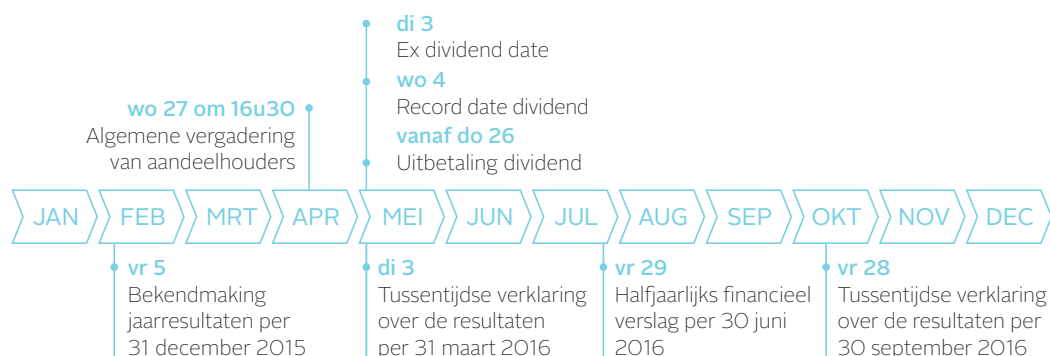 di 3
Ex dividend date
wo 4
Record date dividend
vanaf do 26
Uitbetaling dividend
wo 27 om 16u30
Algemene vergadering
van aandeelhouders
JAN FEB MRT APR MEI JUN JUL AUG SEP OKT NOV DEC
vr 5
Bekendmaking
jaarresultaten per
31 december 2015
di 3
Tussentijdse verklaring
over de resultaten
per 31 maart 2016
vr 29
Halfjaarlijks financieel
verslag per 30 juni
2016
vr 28
Tussentijdse verklaring
over de resultaten per
30 september 2016